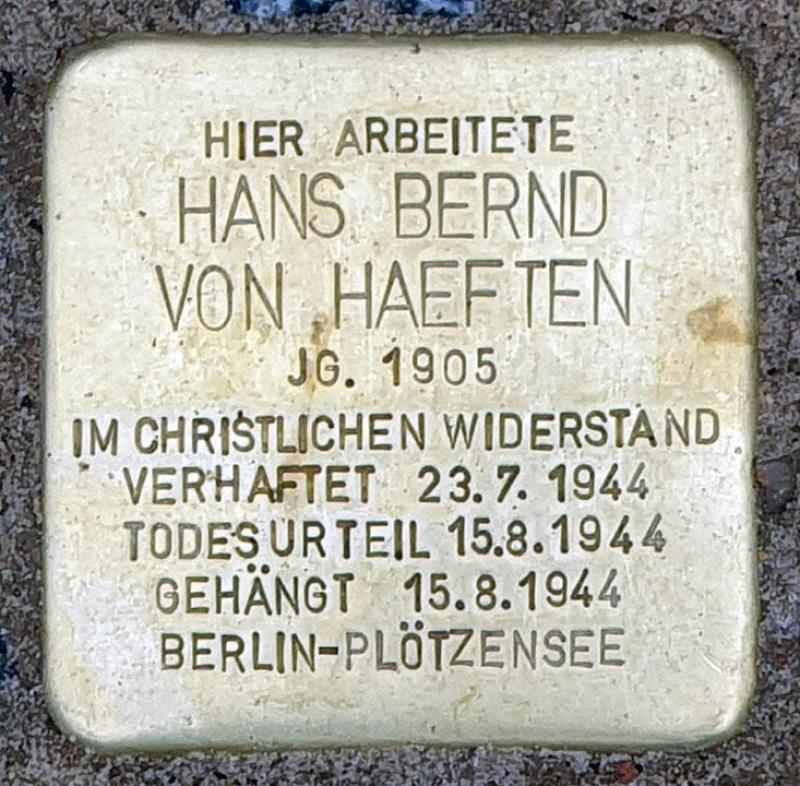 HIER ARBEITETE
HANS BERND
VON HAEFTEN
JG. 1905
IM CHRISTLICHEN WIDERSTAND
VERHAFTET 23.7.1944
TODESURTEIL 15.8.1944
GEHÄNGT 15.8.1944
BERLIN-PLÖTZENSEE